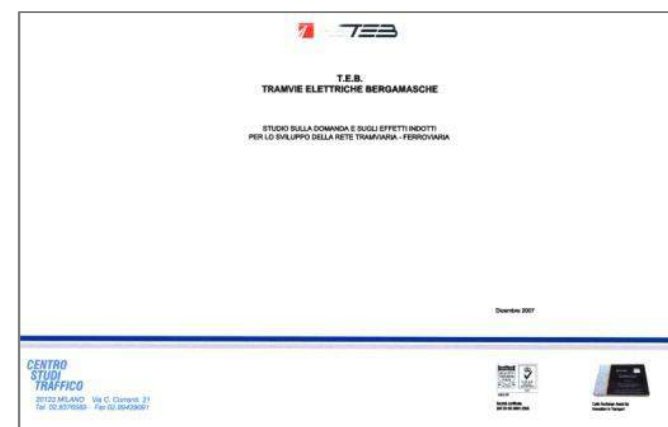 TEB
T.E.B.
TRAMVIE ELETTRICHE BERGAMASCHE
STUDIO SULLA DOMANDA E SUGLI EFFETTI INDOTTI
PER LO SVILUPPO DELLA RETE TRAMVIARIA - FERROVIARIA
Dicembre 2007
CENTRO
STUDI
TRAFFICO
20123 MILANO Via C. Correnti, 21